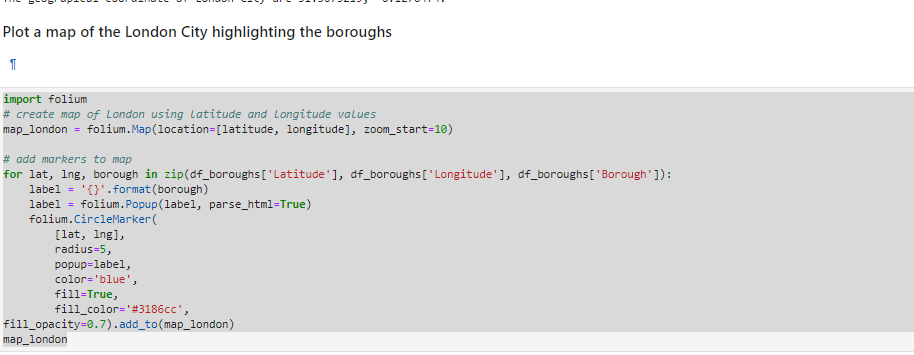 Plot a map of the London City highlighting the boroughs
¶
import folium
# create map of London using latitude and longitude values
map_london = folium.Map(location=[latitude, longitude], zoom_start=10)
# add markers to map
for lat, lng, borough in zip(df_boroughs['Latitude'], df_boroughs['Longitude'], df_boroughs['Borough']):
    label = '{}'.format(borough)
    label = folium.Popup(label, parse_html=True)
    folium.CircleMarker(
        [lat, lng],
        radius=5,
        popup=label,
        color='blue',
        fill=True,
        fill_color='#3186cc',
fill_opacity=0.7).add_to(map_london)
map_london